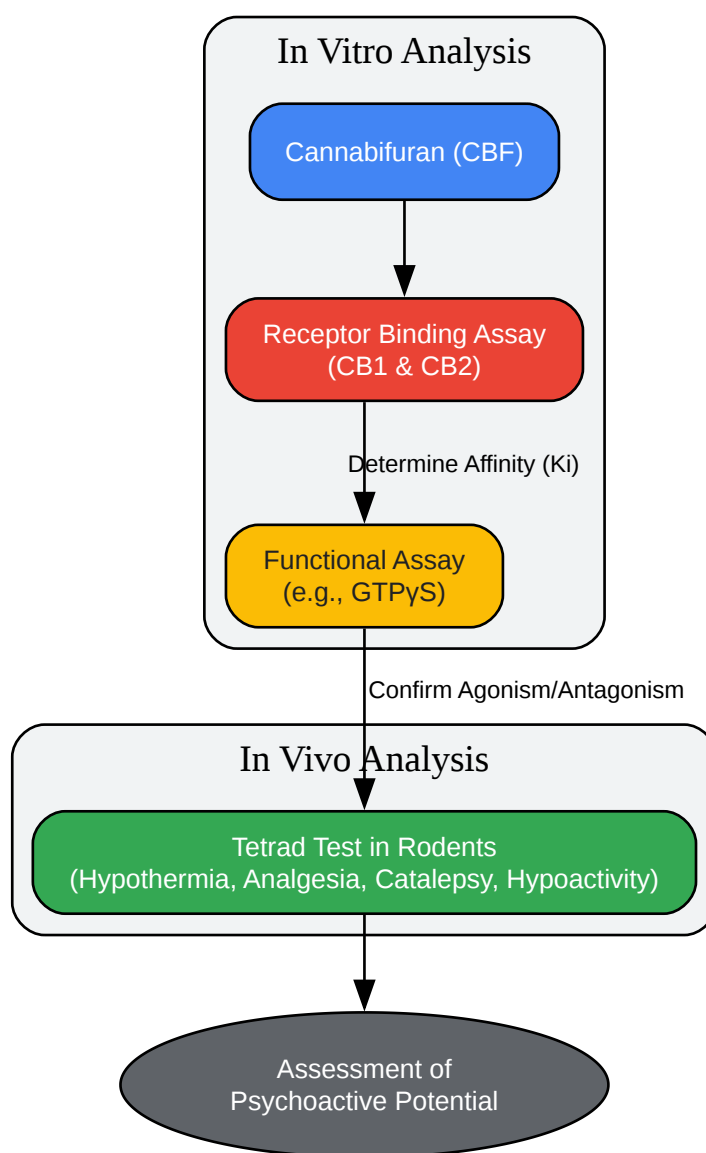 In Vitro Analysis
Cannabifuran (CBF)
Receptor Binding Assay
(CB1 & CB2)
Determine Affinity (Ki)
Functional Assay
(e.g., GTPγS)
Confirm Agonism/Antagonism
In Vivo Analysis
Tetrad Test in Rodents
(Hypothermia, Analgesia, Catalepsy, Hypoactivity)
Assessment of
Psychoactive Potential